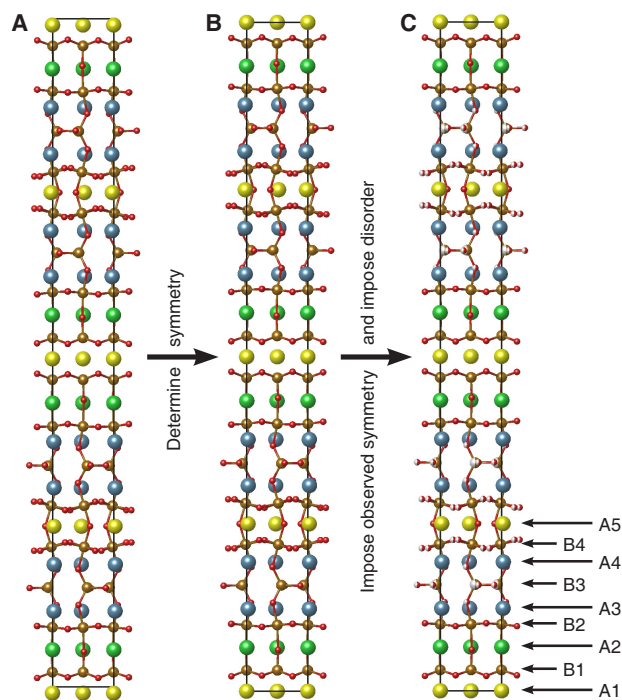 A
B
C
Determine symmetry
Impose observed symmetry and impose disorder
A5
B4
A4
B3
A3
B2
A2
B1
A1